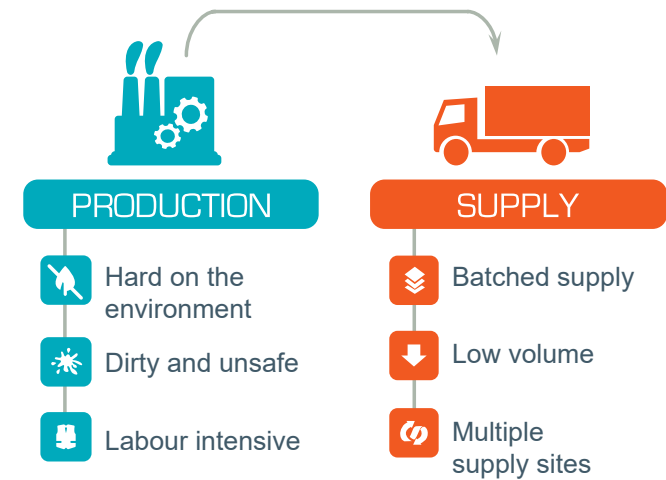 PRODUCTION
Hard on the
environment
Dirty and unsafe
Labour intensive
SUPPLY
Batched supply
Low volume
Multiple
supply sites